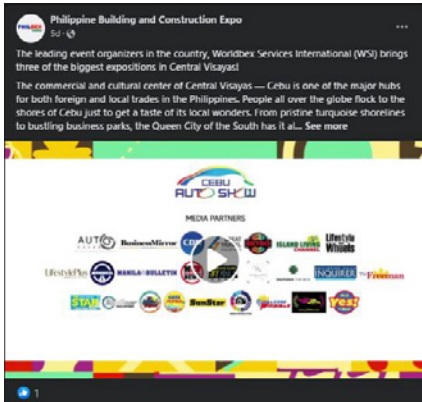 Philippine Building and Construction Expo
5d ·
The leading event organizers in the country, Worldbex Services International (WSI) brings
three of the biggest expositions in Central Visayas!
The commercial and cultural center of Central Visayas — Cebu is one of the major hubs
for both foreign and local trades in the Philippines. People all over the globe flock to the
shores of Cebu just to get a taste of its local wonders. From pristine turquoise shorelines
to bustling business parks, the Queen City of the South has it al... See more
CEBU
AUTO SHOW
MEDIA PARTNERS
AUTO BusinessMirror CDN ISLAND LIVING CHANNEL Lifestyle Wheels
LifestylePlus MANILA BULLETIN INQUIRER The Freeman
STAR SunStar Yes!
1